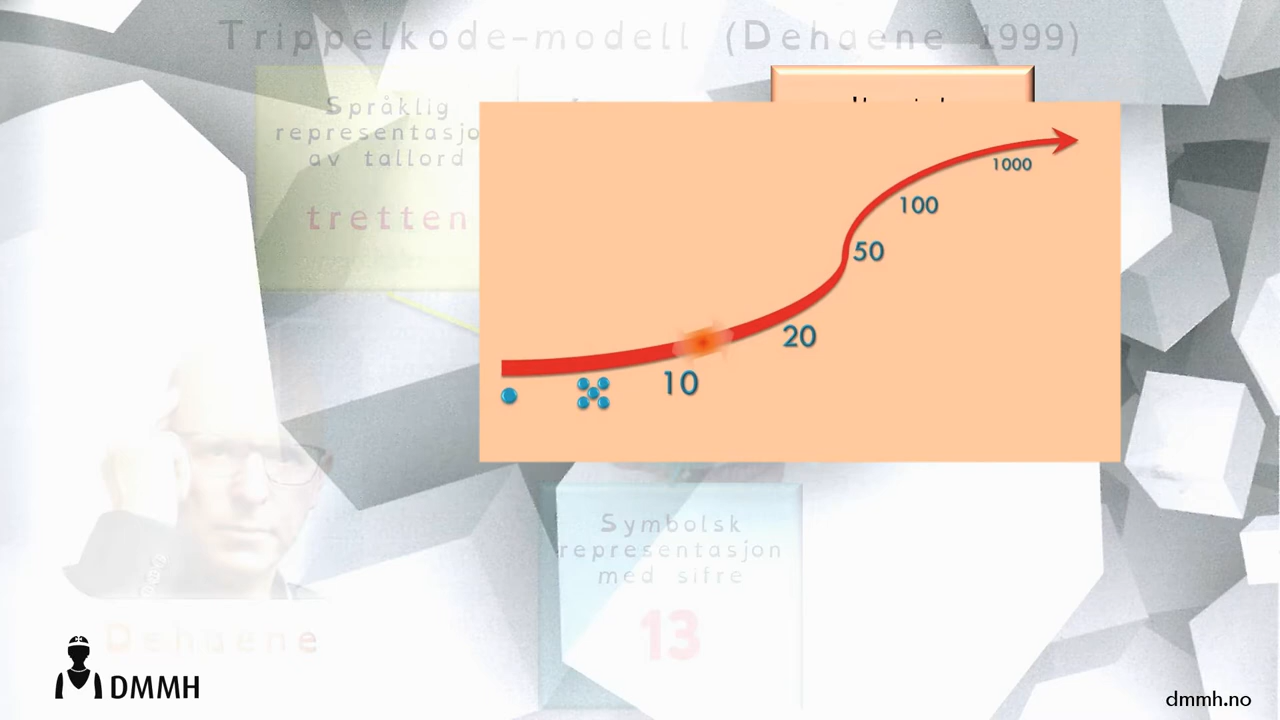 Trippelkode-modell (Dehaene 1999)
Språklig
representasjo
av tallord
tretten
1000
100
50
20
10
Symbolsk
representasjon
med sifre
13
Dehaene
DMMH
dmmh.no